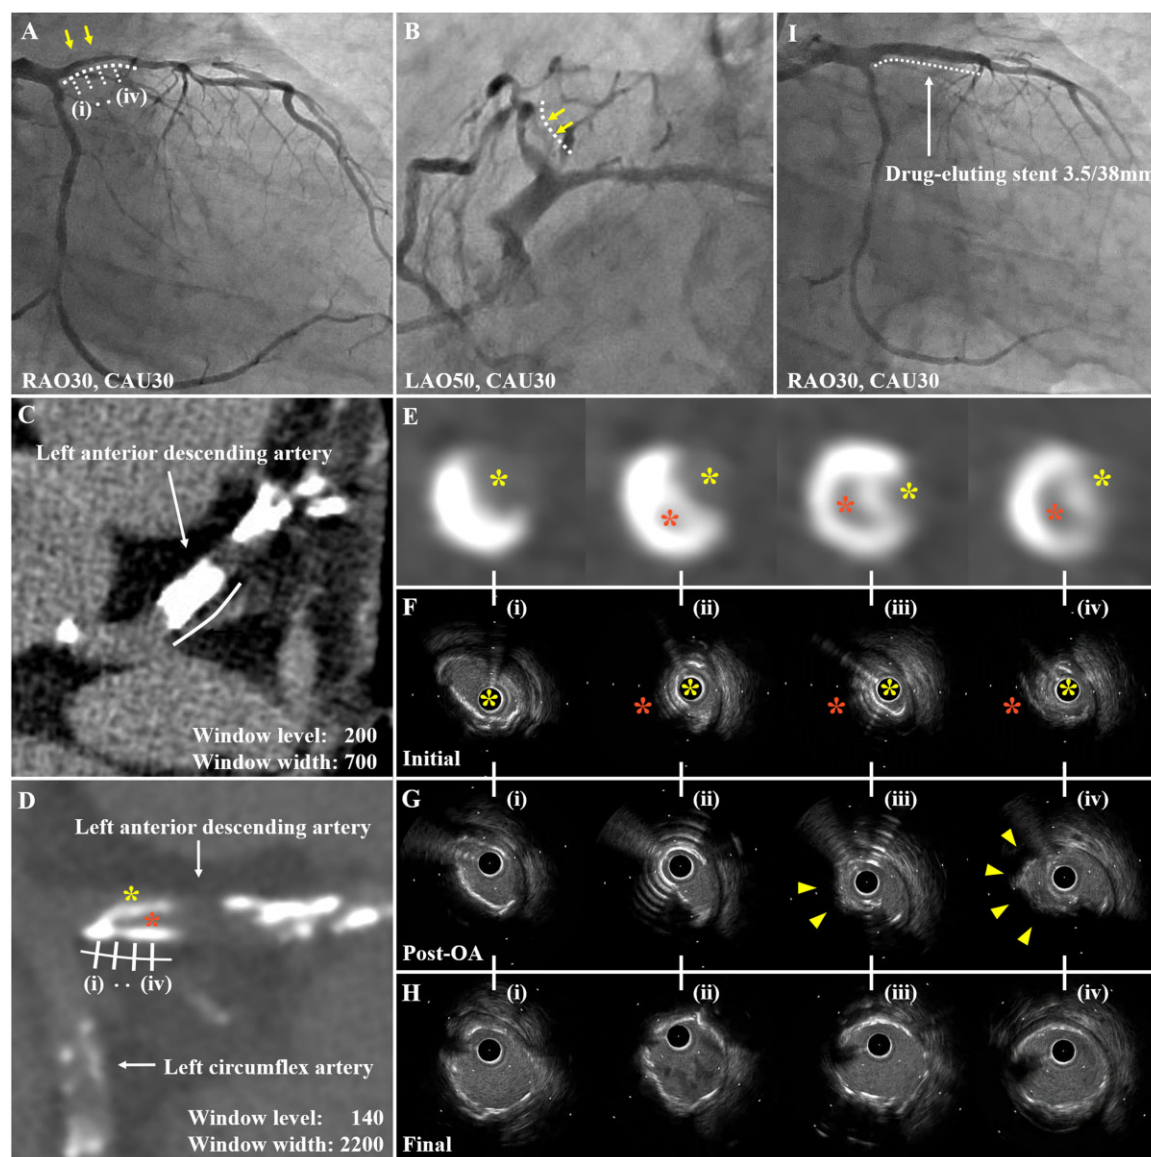 A
(i) · · (iv)
RAO30, CAU30
B
LAO50, CAU30
I
Drug-eluting stent 3.5/38mm
RAO30, CAU30
C
Left anterior descending artery
Window level: 200
Window width: 700
D
Left anterior descending artery
*
*
(i) · · (iv)
Left circumflex artery
Window level: 140
Window width: 2200
E
* * * * * * *
F (i) (ii) (iii) (iv)
* * * * * * *
Initial
G (i) (ii) (iii) (iv)
Post-OA
H (i) (ii) (iii) (iv)
Final